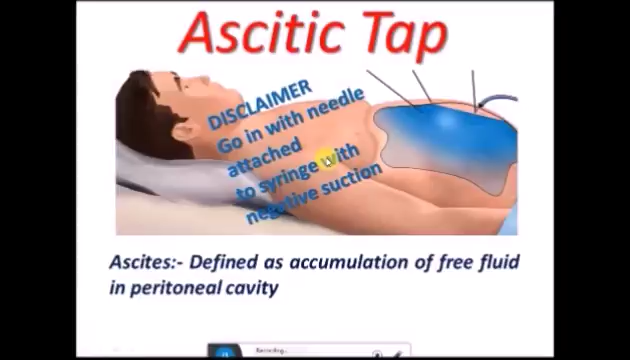 Ascitic Tap
DISCLAIMER
Go in with needle
attached
to syringe with
negative suction
Ascites:- Defined as accumulation of free fluid
in peritoneal cavity
Recording...